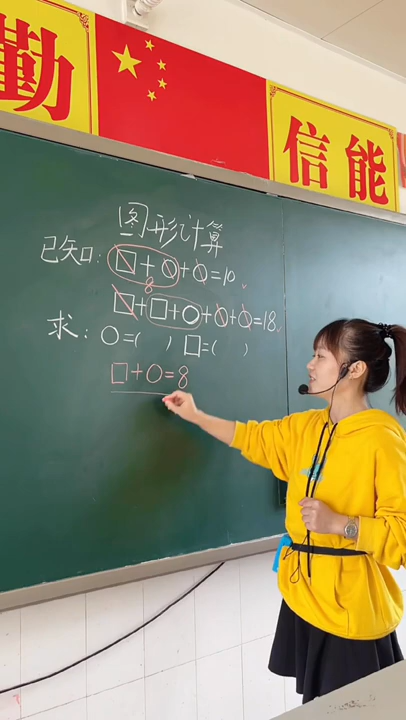 勤
信能
图形计算
已知: □+○+○=10
8
□+□+○+○+○=18
求: ○=( ) □=( )
□+○=8